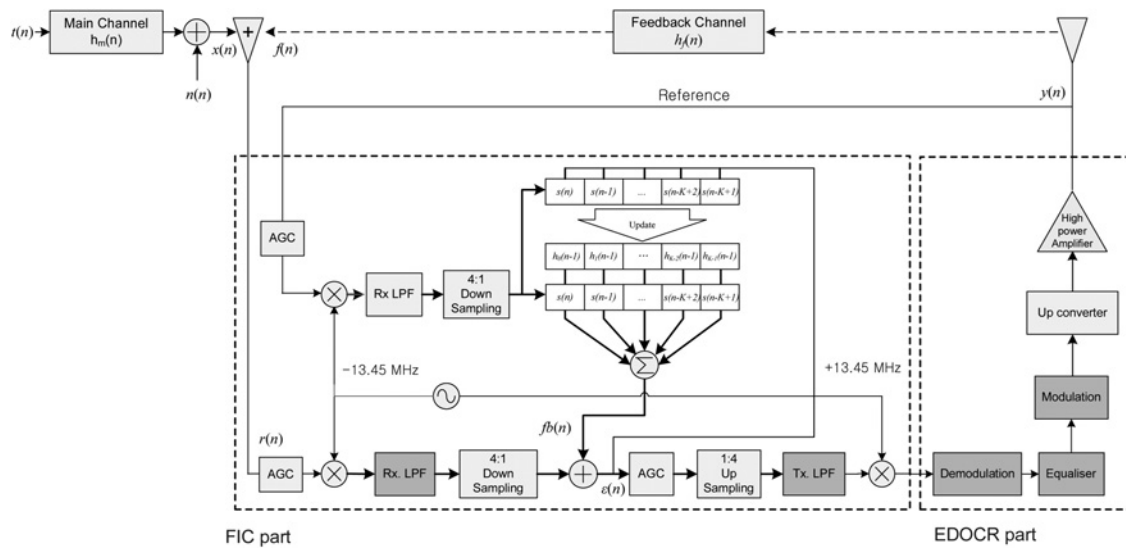 t(n)
Main Channel
h_m(n)
x(n)
n(n)
f(n)
Feedback Channel
h_f(n)
Reference
y(n)
s(n) s(n-1) ... s(n-K+2) s(n-K+1)
Update
h_0(n-1) h_1(n-1) ... h_{K-2}(n-1) h_{K-1}(n-1)
s(n) s(n-1) ... s(n-K+2) s(n-K+1)
AGC
Rx LPF
4:1
Down
Sampling
Σ
−13.45 MHz
+13.45 MHz
fb(n)
r(n)
AGC
Rx. LPF
4:1
Down
Sampling
ε(n)
AGC
1:4
Up
Sampling
Tx. LPF
High
power
Amplifier
Up converter
Modulation
Demodulation
Equaliser
FIC part
EDOCR part